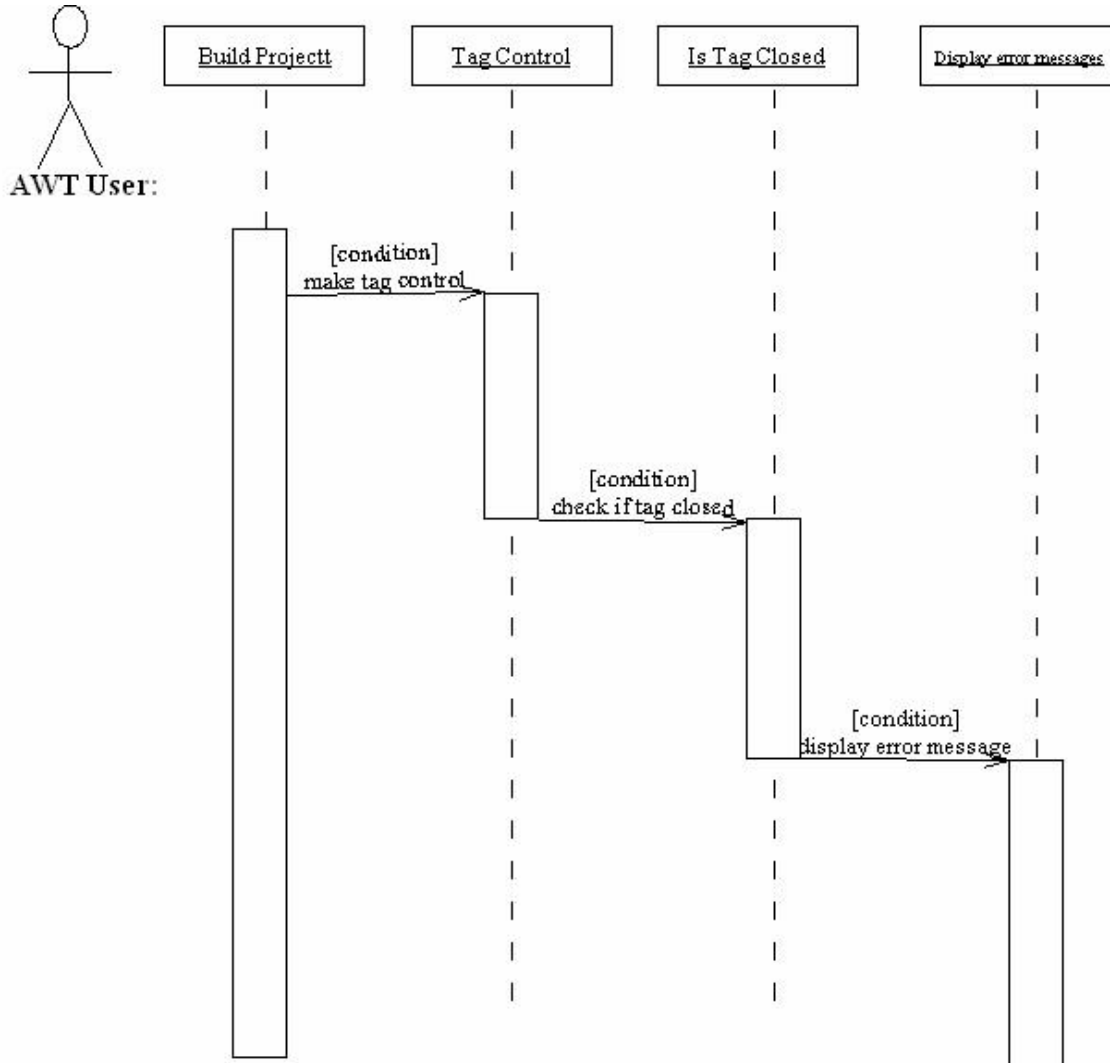 Build Projectt
Tag Control
Is Tag Closed
Display error messages
AWT User:
[condition]
make tag control
[condition]
check if tag closed
[condition]
display error message